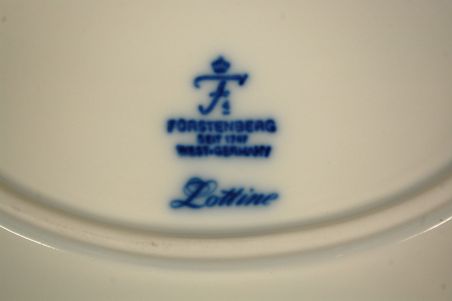 F
FÜRSTENBERG
SEIT 1747
WEST-GERMANY
Lottine